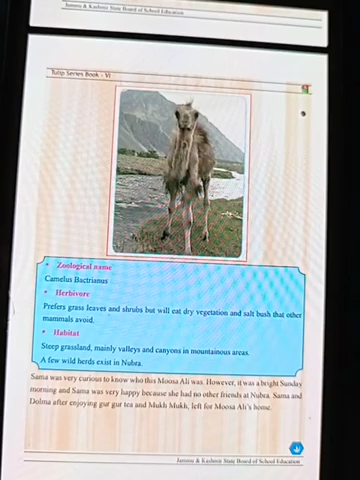 Jammu & Kashmir State Board of School Education
Tulip Series Book - VI
• Zoological name
Camelus Bactrianus
• Herbivore
Prefers grass leaves and shrubs but will eat dry vegetation and salt bush that other
mammals avoid.
• Habitat
Steep grassland, mainly valleys and canyons in mountainous areas.
A few wild herds exist in Nubra.
Sama was very curious to know who this Moosa Ali was. However, it was a bright Sunday
morning and Sama was very happy because she had no other friends at Nubra. Sama and
Dolma after enjoying gur gur tea and Mukh Mukh, left for Moosa Ali's home.
Jammu & Kashmir State Board of School Education